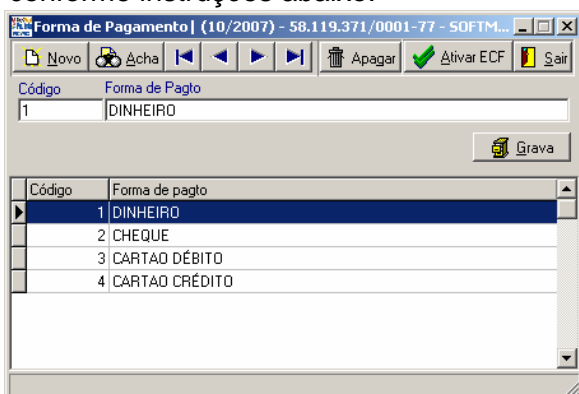 conforme instruções abaixo.
Forma de Pagamento| (10/2007) - 58.119.371/0001-77 - SOFTM...
Novo Acha Apagar Ativar ECF Sair
Código Forma de Pagto
1 DINHEIRO
Grava
Código Forma de pagto
1 DINHEIRO
2 CHEQUE
3 CARTAO DÉBITO
4 CARTAO CRÉDITO